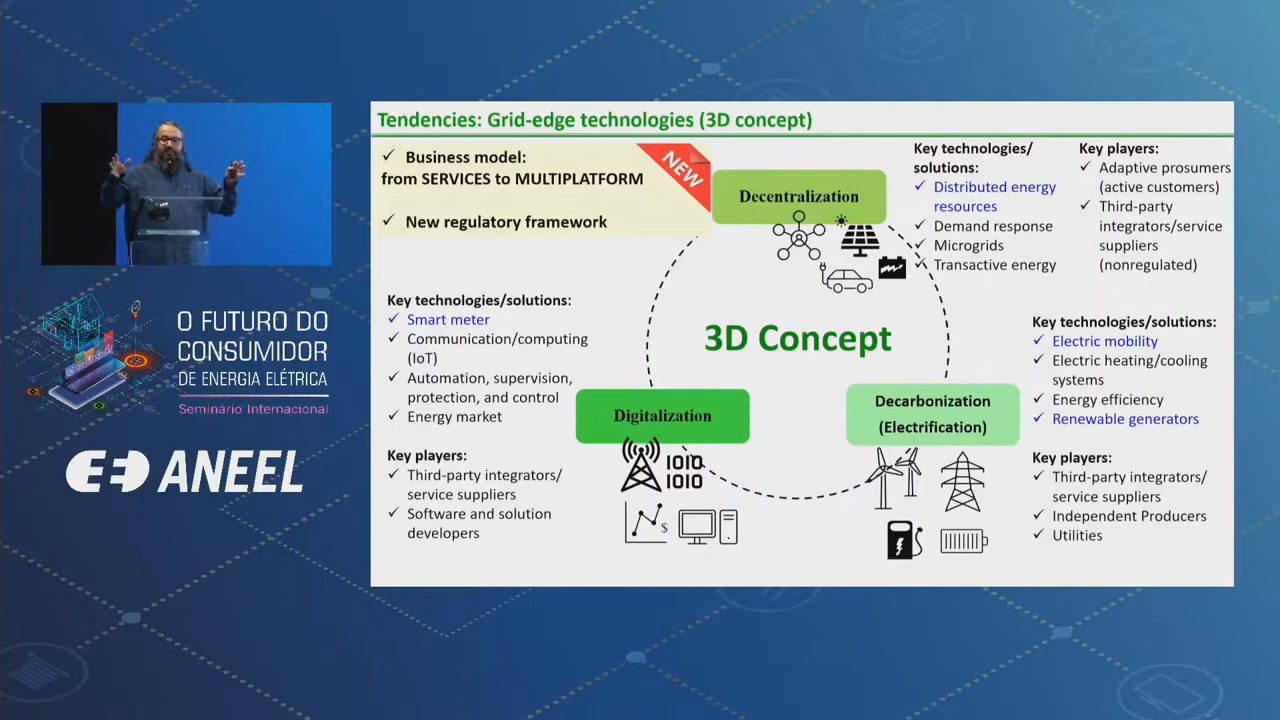 Tendencies: Grid-edge technologies (3D concept)
✓ Business model:
from SERVICES to MULTIPLATFORM
✓ New regulatory framework
NEW
Decentralization
Key technologies/
solutions:
✓ Distributed energy
resources
✓ Demand response
✓ Microgrids
✓ Transactive energy
Key players:
✓ Adaptive prosumers
(active customers)
✓ Third-party
integrators/service
suppliers
(nonregulated)
3D Concept
Key technologies/solutions:
✓ Smart meter
✓ Communication/computing
(IoT)
✓ Automation, supervision,
protection, and control
✓ Energy market
Key players:
✓ Third-party integrators/
service suppliers
✓ Software and solution
developers
Digitalization
1010
1010
$
Decarbonization
(Electrification)
Key technologies/solutions:
✓ Electric mobility
✓ Electric heating/cooling
systems
✓ Energy efficiency
✓ Renewable generators
Key players:
✓ Third-party integrators/
service suppliers
✓ Independent Producers
✓ Utilities
O FUTURO DO
CONSUMIDOR
DE ENERGIA ELÉTRICA
Seminário Internacional
ANEEL